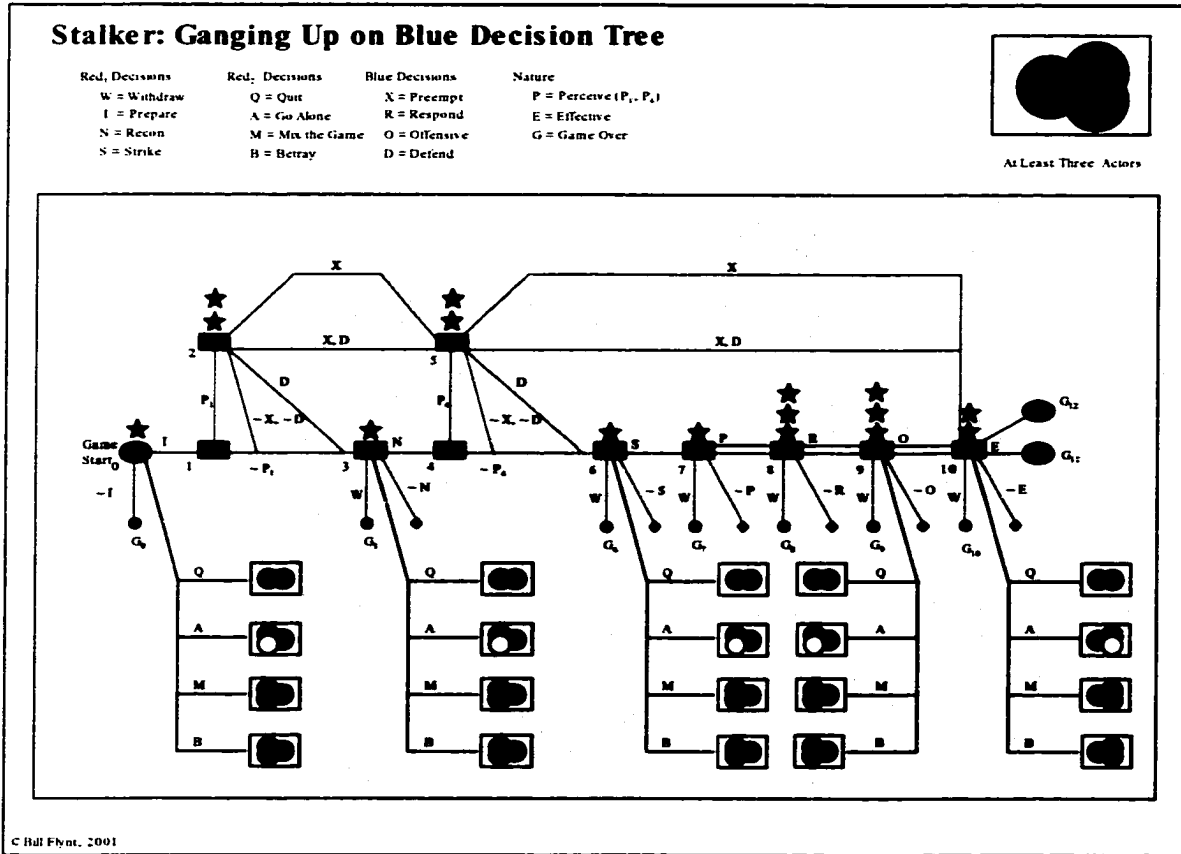 Stalker: Ganging Up on Blue Decision Tree
Red₁ Decisions
W = Withdraw
I = Prepare
N = Recon
S = Strike
Red₂ Decisions
Q = Quit
A = Go Alone
M = Mix the Game
B = Betray
Blue Decisions
X = Preempt
R = Respond
O = Offensive
D = Defend
Nature
P = Perceive (P₁, P₄)
E = Effective
G = Game Over
At Least Three Actors
X
X
2
5
X, D
X, D
D
D
P₁
P₄
~X, ~D
~X, ~D
Game
Start
0
I
1
~P₁
3
N
4
~P₄
6
S
7
P
8
R
9
O
10
E
G₁₂
G₁₂
~I
W
~N
W
~S
W
~P
W
~R
W
~O
W
~E
G₀
G₆
G₇
G₈
G₉
G₁₀
Q
Q
Q
Q
Q
A
A
A
A
A
M
M
M
M
M
B
B
B
B
B
C Bill Flynt, 2001